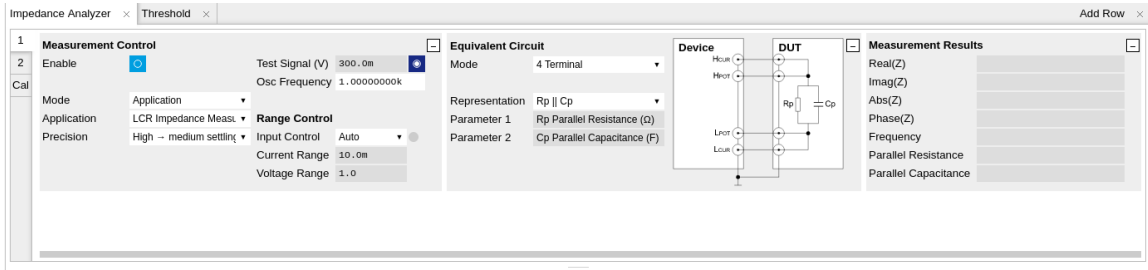 Impedance Analyzer × Threshold × Add Row ×
1
2
Cal
Measurement Control
Enable
Test Signal (V) 300.0m
Osc Frequency 1.00000000k
Mode Application
Application LCR Impedance Measu
Precision High → medium settling
Range Control
Input Control Auto
Current Range 10.0m
Voltage Range 1.0
Equivalent Circuit
Mode 4 Terminal
Representation Rp || Cp
Parameter 1 Rp Parallel Resistance (Ω)
Parameter 2 Cp Parallel Capacitance (F)
Device DUT
HCUR
HPOT
Rp Cp
LPOT
LCUR
Measurement Results
Real(Z)
Imag(Z)
Abs(Z)
Phase(Z)
Frequency
Parallel Resistance
Parallel Capacitance